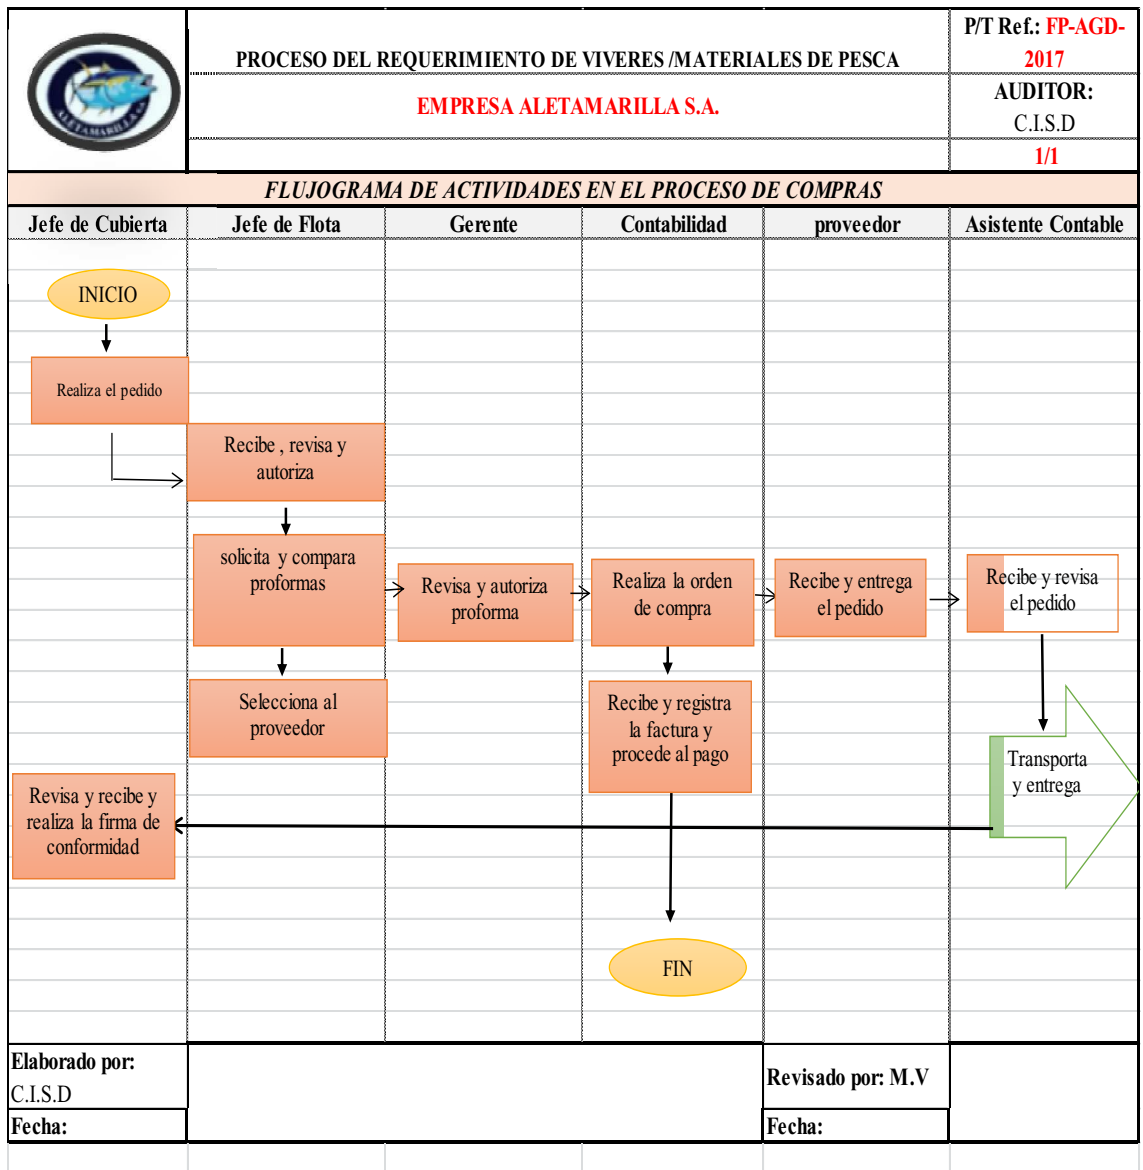 ALETAMARILLA S.A.
PROCESO DEL REQUERIMIENTO DE VIVERES /MATERIALES DE PESCA
EMPRESA ALETAMARILLA S.A.
P/T Ref.: FP-AGD-
2017
AUDITOR:
C.I.S.D
1/1
FLUJOGRAMA DE ACTIVIDADES EN EL PROCESO DE COMPRAS
Jefe de Cubierta
Jefe de Flota
Gerente
Contabilidad
proveedor
Asistente Contable
INICIO
Realiza el pedido
Recibe , revisa y
autoriza
solicita y compara
proformas
Revisa y autoriza
proforma
Realiza la orden
de compra
Recibe y entrega
el pedido
Recibe y revisa
el pedido
Selecciona al
proveedor
Recibe y registra
la factura y
procede al pago
Transporta
y entrega
Revisa y recibe y
realiza la firma de
conformidad
FIN
Elaborado por:
C.I.S.D
Revisado por: M.V
Fecha:
Fecha: